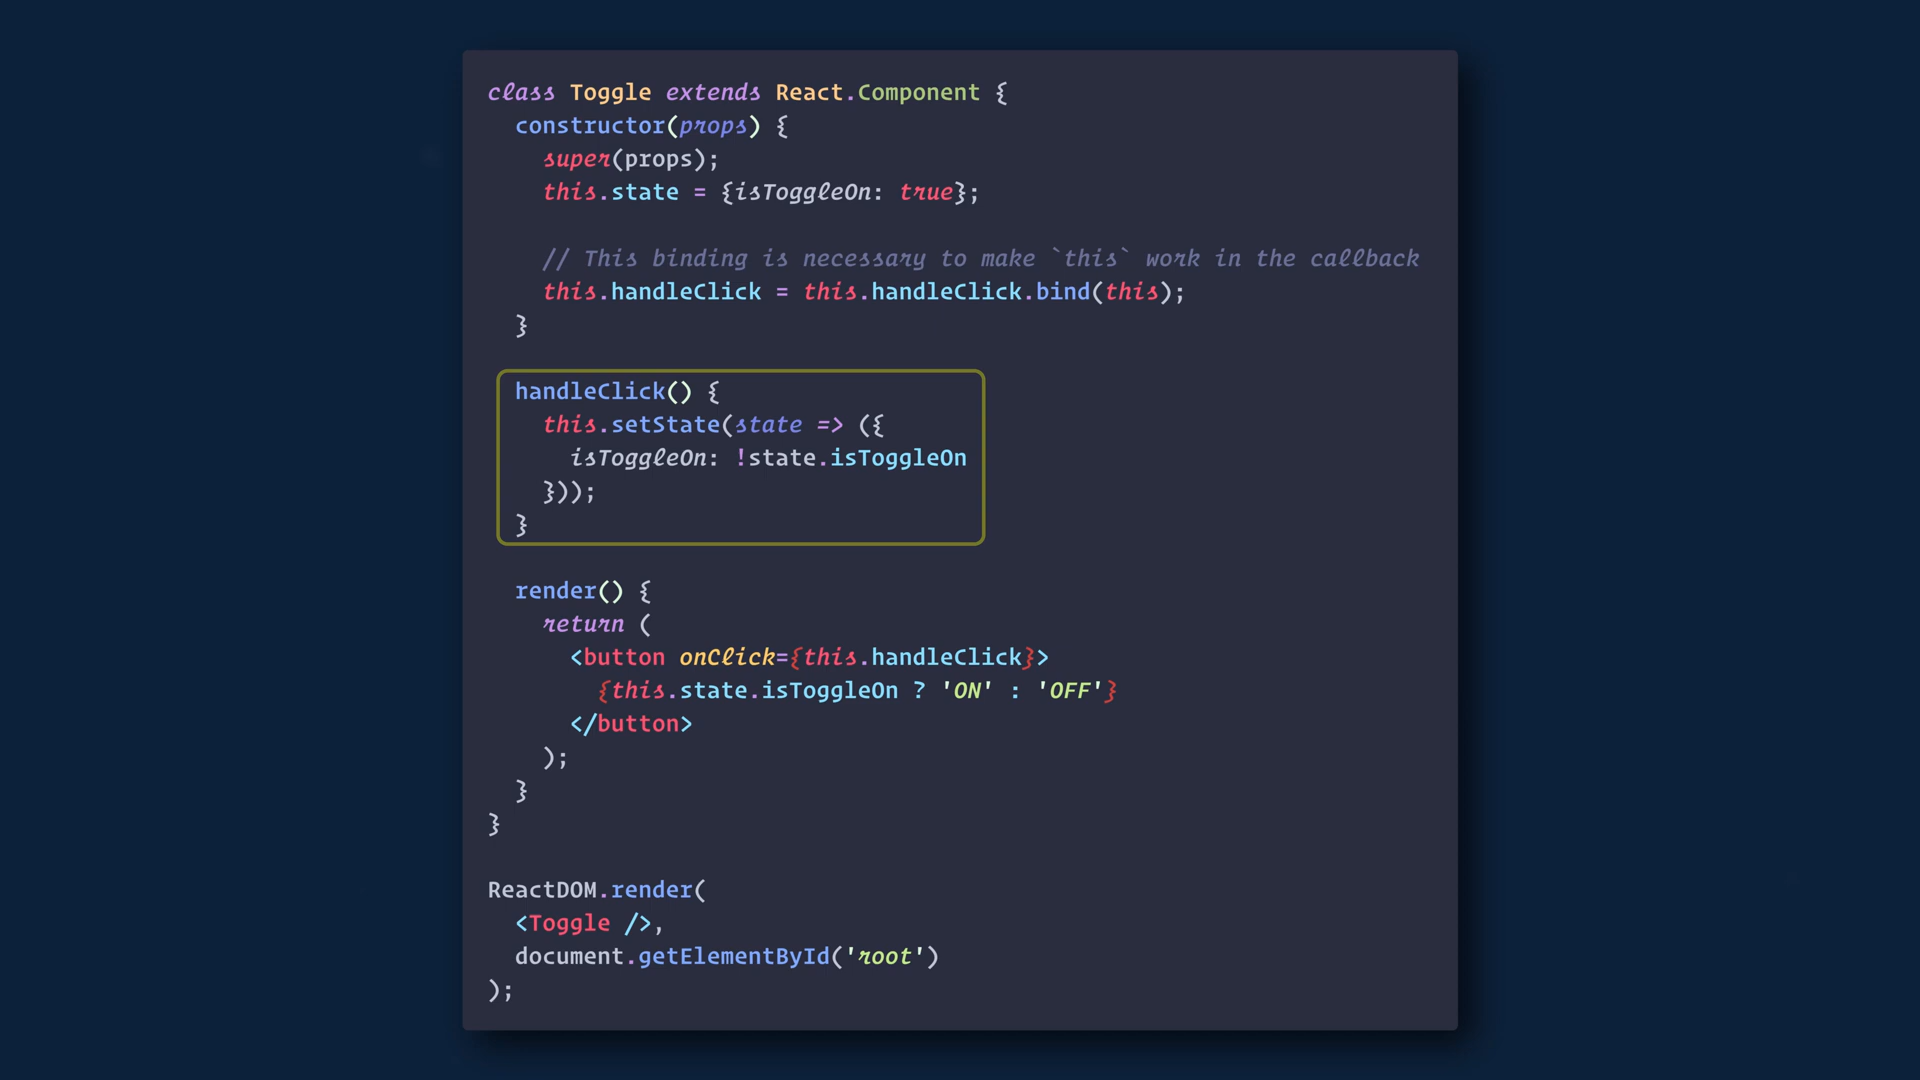 class Toggle extends React.Component {
  constructor(props) {
    super(props);
    this.state = {isToggleOn: true};

    // This binding is necessary to make `this` work in the callback
    this.handleClick = this.handleClick.bind(this);
  }

  handleClick() {
    this.setState(state => ({
      isToggleOn: !state.isToggleOn
    }));
  }

  render() {
    return (
      <button onClick={this.handleClick}>
        {this.state.isToggleOn ? 'ON' : 'OFF'}
      </button>
    );
  }
}

ReactDOM.render(
  <Toggle />,
  document.getElementById('root')
);